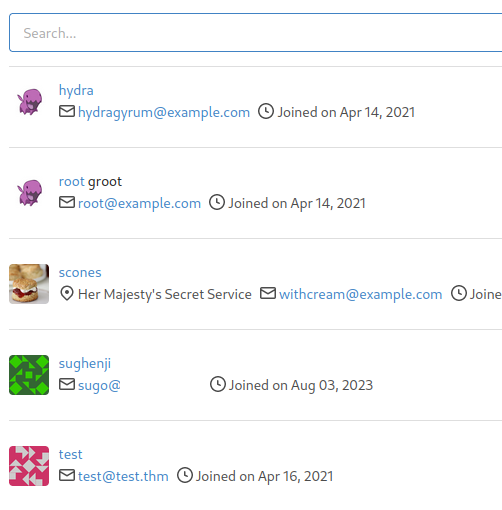 Search...
hydra
hydragyrum@example.com Joined on Apr 14, 2021
root groot
root@example.com Joined on Apr 14, 2021
scones
Her Majesty's Secret Service withcream@example.com Joine
sughenji
sugo@ Joined on Aug 03, 2023
test
test@test.thm Joined on Apr 16, 2021